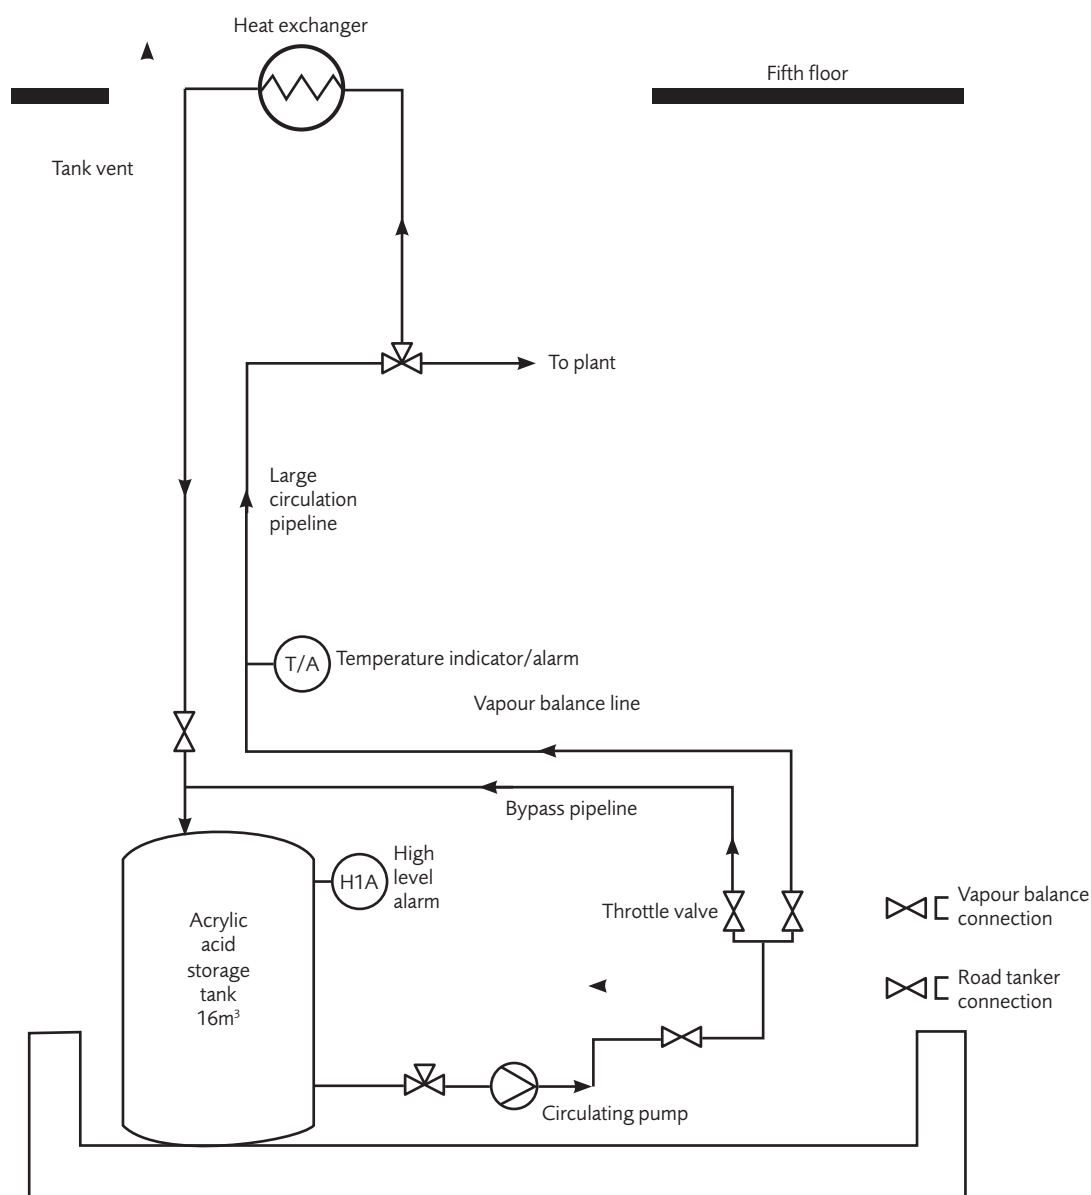 Heat exchanger
Fifth floor
Tank vent
To plant
Large
circulation
pipeline
T/A
Temperature indicator/alarm
Vapour balance line
Bypass pipeline
H1A
High
level
alarm
Throttle valve
Vapour balance
connection
Acrylic
acid
storage
tank
16m³
Road tanker
connection
Circulating pump